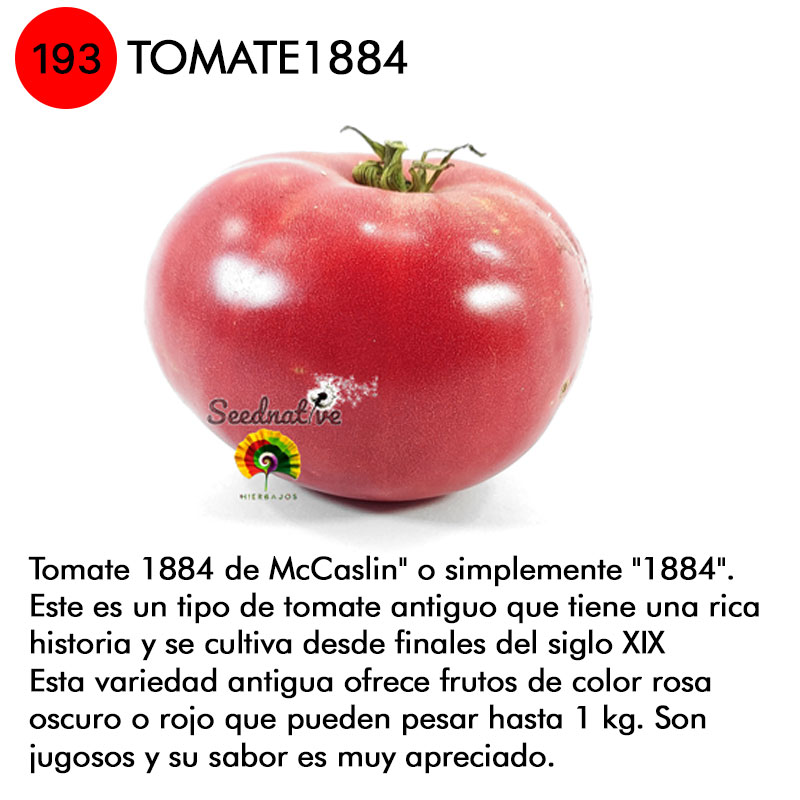 193 TOMATE1884
Seednative
HIERBAJOS
Tomate 1884 de McCaslin" o simplemente "1884".
Este es un tipo de tomate antiguo que tiene una rica
historia y se cultiva desde finales del siglo XIX
Esta variedad antigua ofrece frutos de color rosa
oscuro o rojo que pueden pesar hasta 1 kg. Son
jugosos y su sabor es muy apreciado.